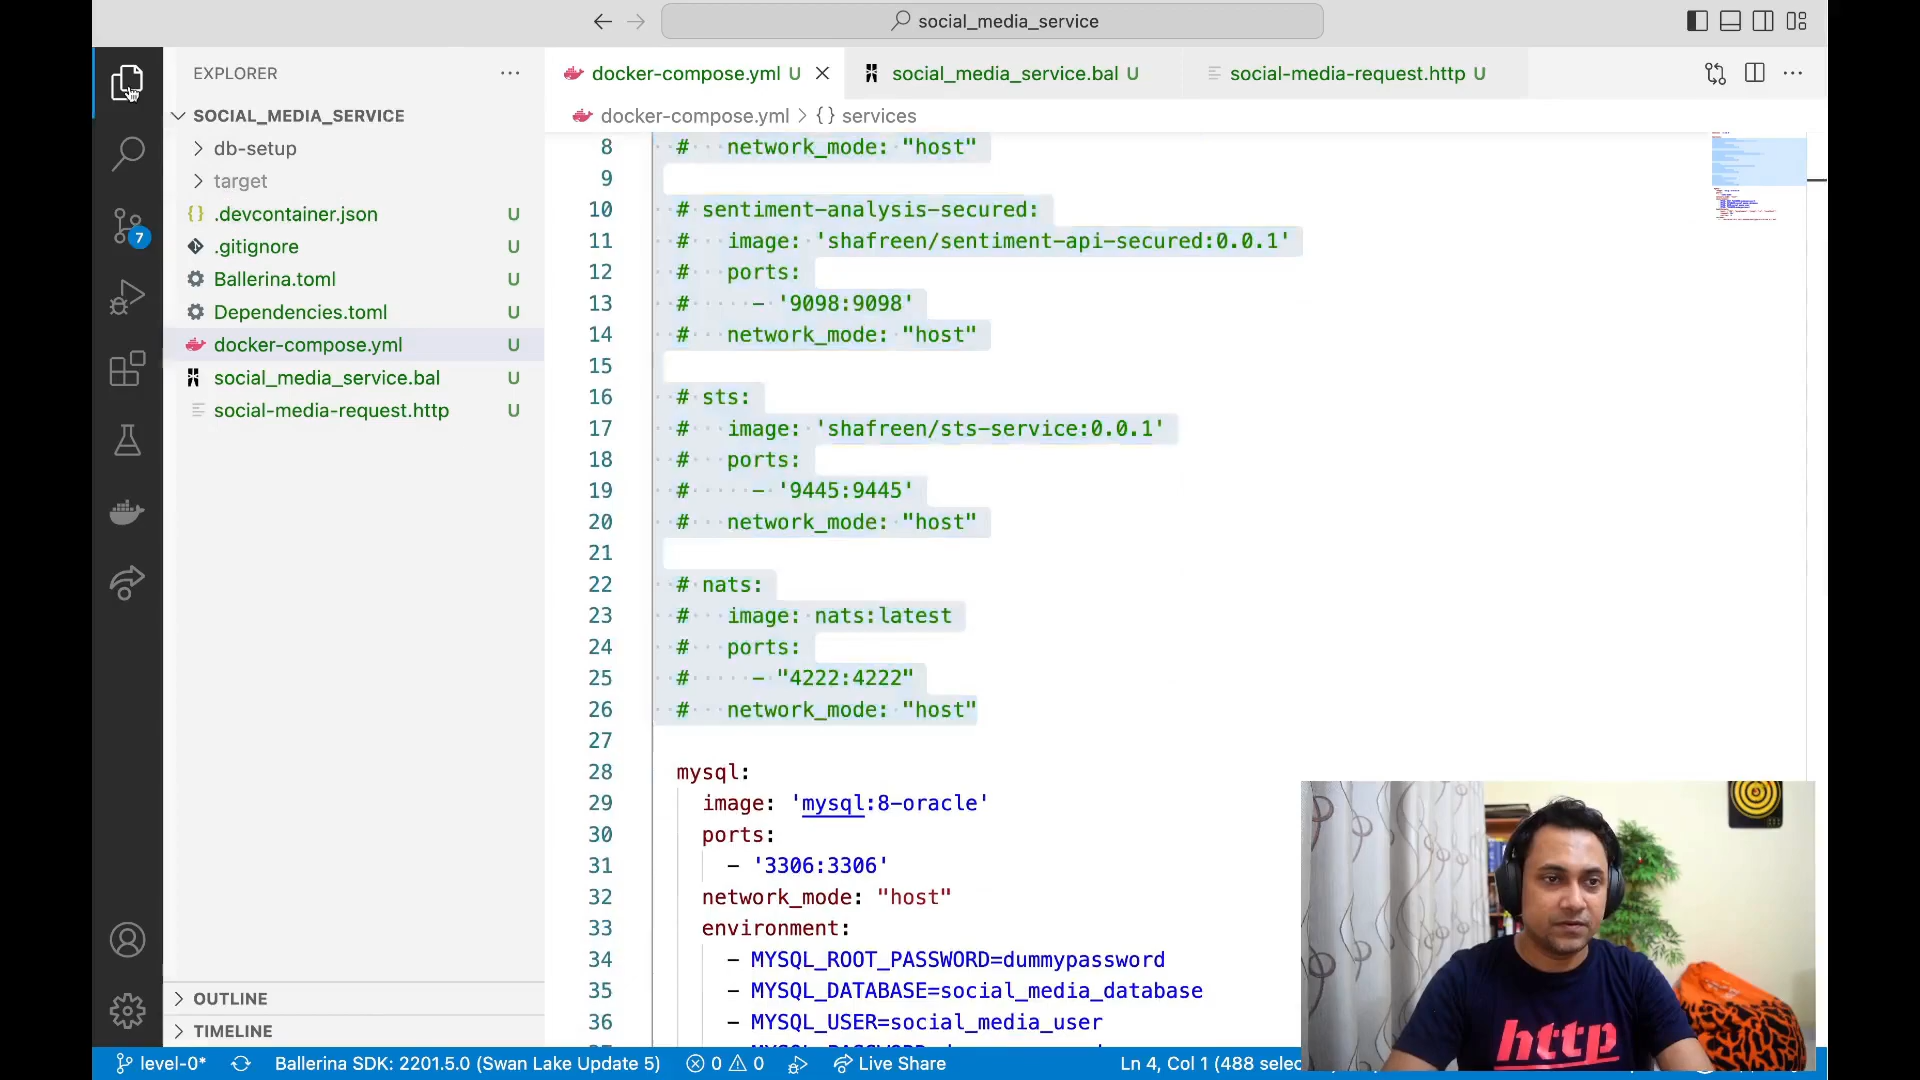 social_media_service
EXPLORER
SOCIAL_MEDIA_SERVICE
db-setup
target
.devcontainer.json U
.gitignore U
Ballerina.toml U
Dependencies.toml U
docker-compose.yml U
social_media_service.bal U
social-media-request.http U
OUTLINE
TIMELINE
7
docker-compose.yml U
social_media_service.bal U
social-media-request.http U
docker-compose.yml > {} services
8 # network_mode: "host"
9
10 # sentiment-analysis-secured:
11 # image: 'shafreen/sentiment-api-secured:0.0.1'
12 # ports:
13 # - '9098:9098'
14 # network_mode: "host"
15
16 # sts:
17 # image: 'shafreen/sts-service:0.0.1'
18 # ports:
19 # - '9445:9445'
20 # network_mode: "host"
21
22 # nats:
23 # image: nats:latest
24 # ports:
25 # - "4222:4222"
26 # network_mode: "host"
27
28 mysql:
29 image: 'mysql:8-oracle'
30 ports:
31 - '3306:3306'
32 network_mode: "host"
33 environment:
34 - MYSQL_ROOT_PASSWORD=dummypassword
35 - MYSQL_DATABASE=social_media_database
36 - MYSQL_USER=social_media_user
http
level-0* Ballerina SDK: 2201.5.0 (Swan Lake Update 5) 0 0 Live Share Ln 4, Col 1 (488